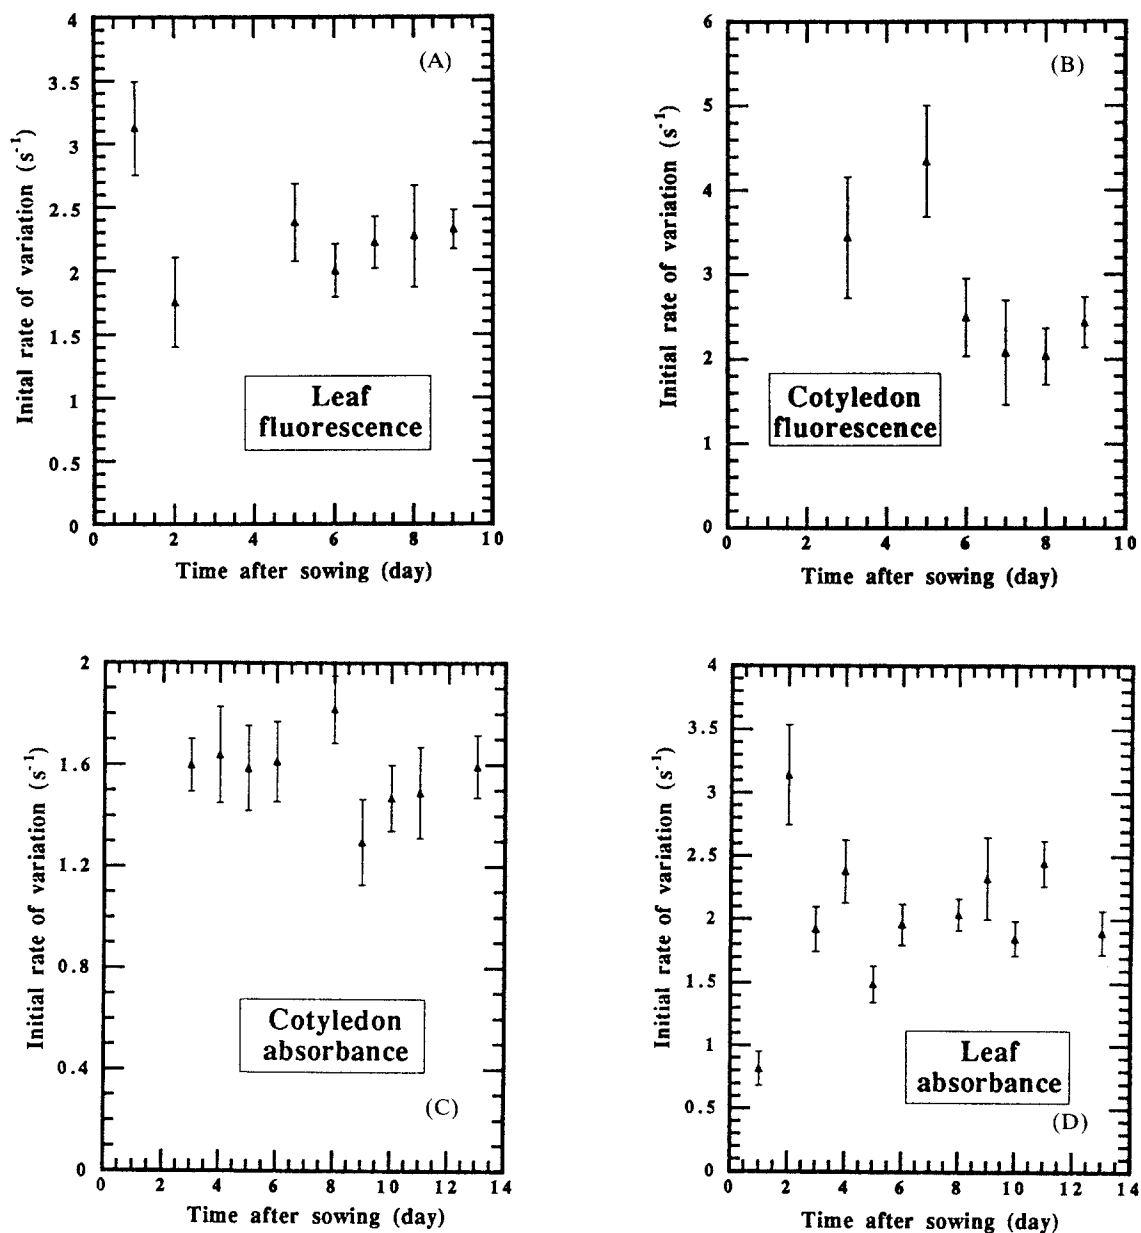 4
3.5
3
2.5
2
1.5
1
0.5
0
0 2 4 6 8 10
Inital rate of variation (s⁻¹)
Time after sowing (day)
(A)
Leaf
fluorescence
6
5
4
3
2
1
0
0 2 4 6 8 10
Initial rate of variation (s⁻¹)
Time after sowing (day)
(B)
Cotyledon
fluorescence
2
1.6
1.2
0.8
0.4
0
0 2 4 6 8 10 12 14
Initial rate of variation (s⁻¹)
Time after sowing (day)
Cotyledon
absorbance
(C)
4
3.5
3
2.5
2
1.5
1
0.5
0
0 2 4 6 8 10 12 14
Initial rate of variation (s⁻¹)
Time after sowing (day)
Leaf
absorbance
(D)